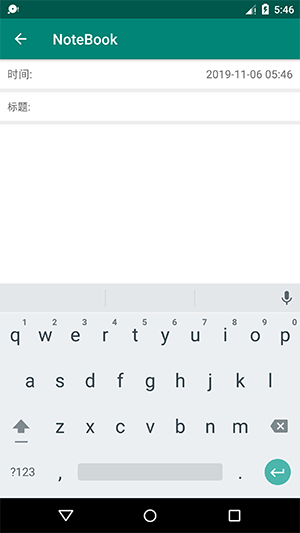 5:46
NoteBook
时间: 2019-11-06 05:46
标题:
1 2 3 4 5 6 7 8 9 0
q w e r t y u i o p
a s d f g h j k l
z x c v b n m
?123 , .